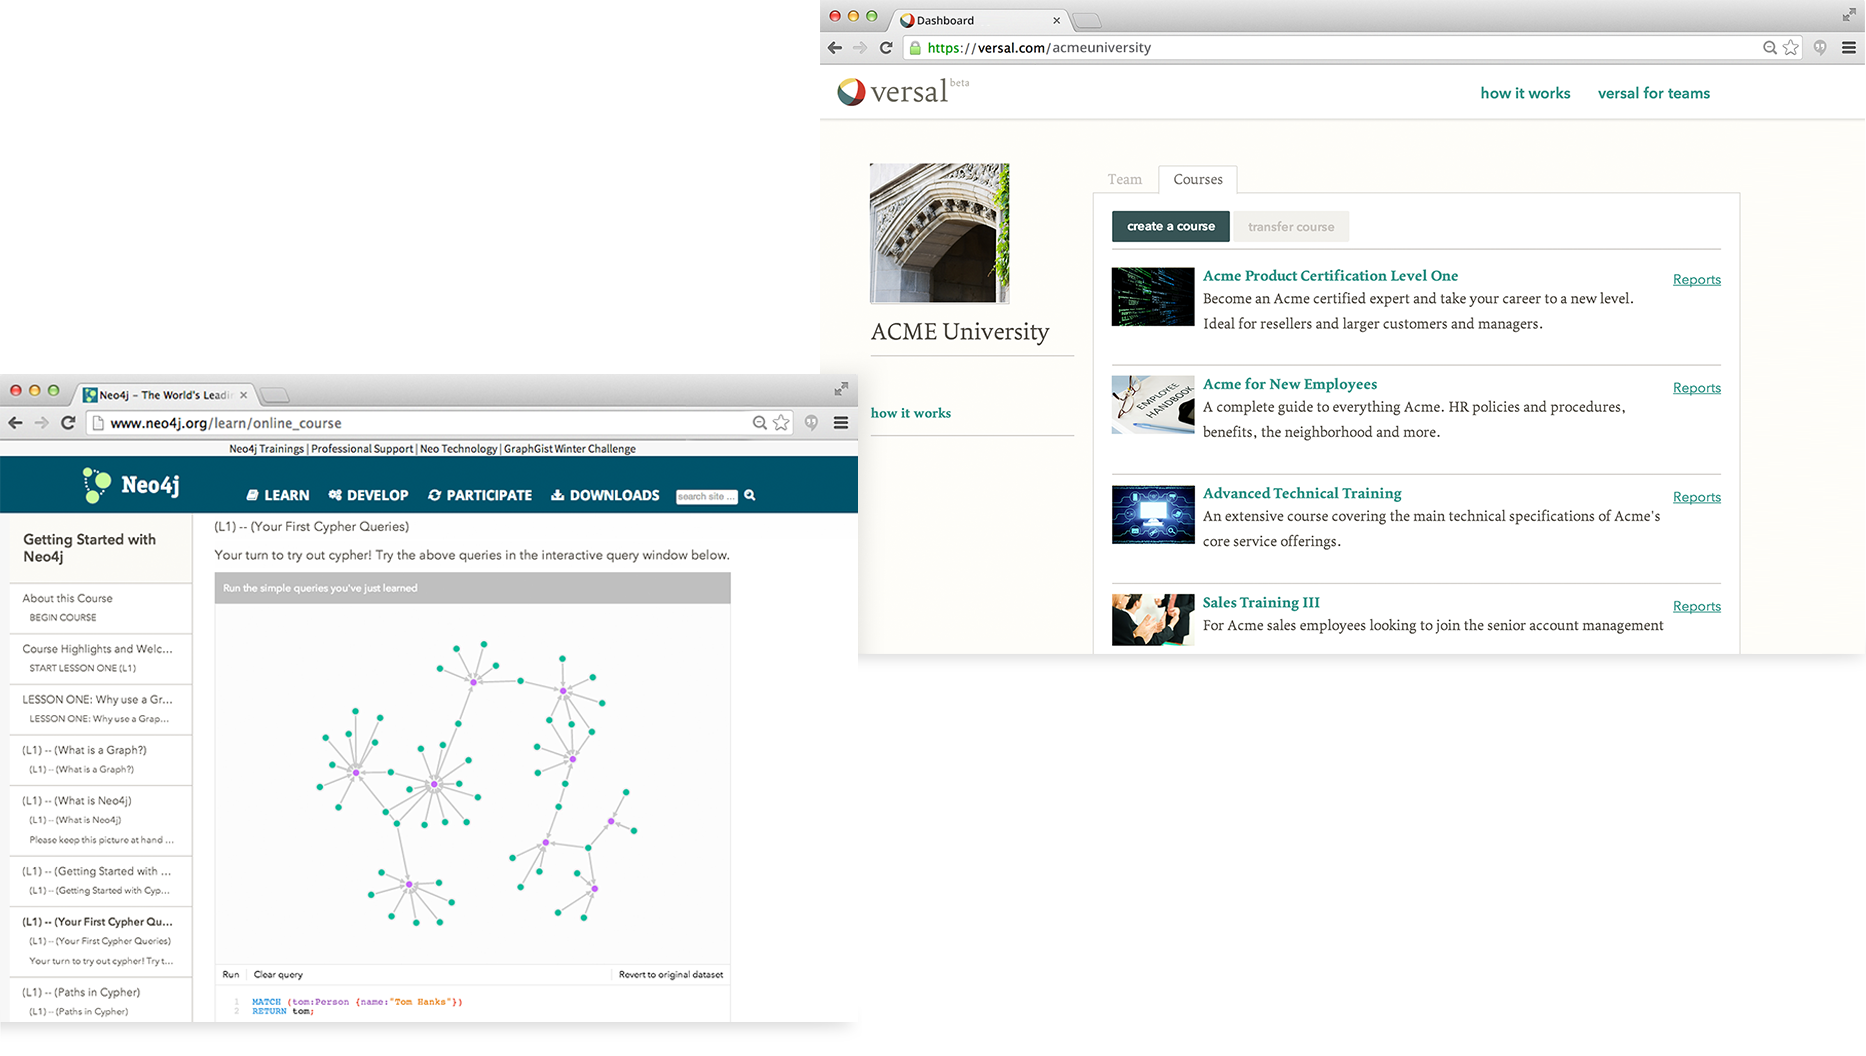 Dashboard
https://versal.com/acmeuniversity
versal beta
how it works
versal for teams
Team
Courses
create a course
transfer course
ACME University
how it works
Acme Product Certification Level One
Reports
Become an Acme certified expert and take your career to a new level.
Ideal for resellers and larger customers and managers.
EMPLOYEE
HANDBOOK
Acme for New Employees
Reports
A complete guide to everything Acme. HR policies and procedures,
benefits, the neighborhood and more.
Advanced Technical Training
Reports
An extensive course covering the main technical specifications of Acme's
core service offerings.
Sales Training III
Reports
For Acme sales employees looking to join the senior account management
Neo4j - The World's Leadin
www.neo4j.org/learn/online_course
Neo4j Trainings | Professional Support | Neo Technology | GraphGist Winter Challenge
Neo4j
LEARN
DEVELOP
PARTICIPATE
DOWNLOADS
search site ...
Getting Started with
Neo4j
About this Course
BEGIN COURSE
Course Highlights and Welc...
START LESSON ONE (L1)
LESSON ONE: Why use a Gr...
LESSON ONE: Why use a Grap...
(L1) -- (What is a Graph?)
(L1) -- (What is a Graph?)
(L1) -- (What is Neo4j)
(L1) -- (What is Neo4j)
Please keep this picture at hand ...
(L1) -- (Getting Started with ...
(L1) -- (Getting Started with Cyp...
(L1) -- (Your First Cypher Qu...
(L1) -- (Your First Cypher Queries)
Your turn to try out cypher! Try t...
(L1) -- (Paths in Cypher)
(L1) -- (Paths in Cypher)
(L1) -- (Your First Cypher Queries)
Your turn to try out cypher! Try the above queries in the interactive query window below.
Run the simple queries you've just learned
Run
Clear query
Revert to original dataset
1 MATCH (tom:Person {name:"Tom Hanks"})
2 RETURN tom;